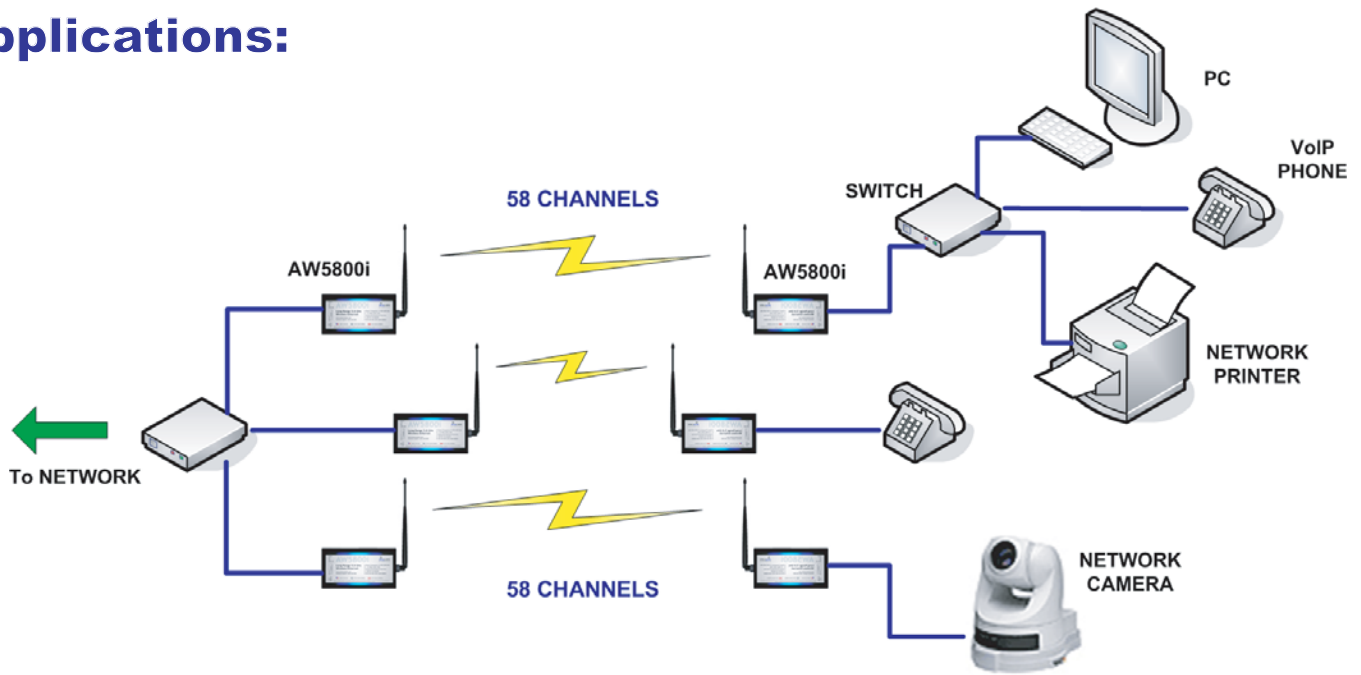 pplications:
PC
VoIP
PHONE
58 CHANNELS
SWITCH
AW5800i
AW5800i
NETWORK
PRINTER
To NETWORK
58 CHANNELS
NETWORK
CAMERA